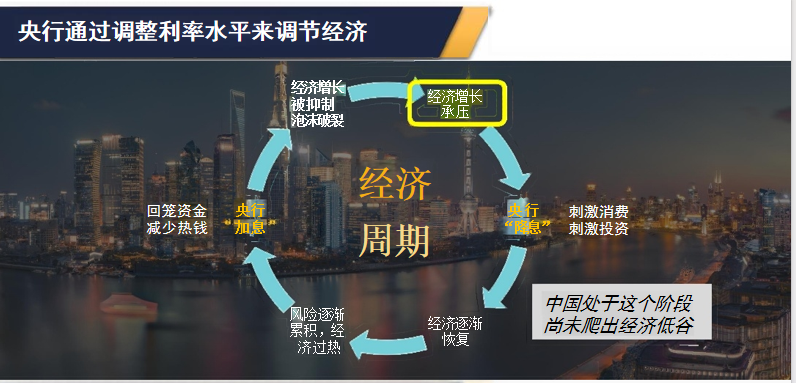 央行通过调整利率水平来调节经济
经济增长
被抑制
泡沫破裂
经济增长
承压
经济
周期
回笼资金
减少热钱
央行
“加息”
央行
“降息”
刺激消费
刺激投资
中国处于这个阶段
尚未爬出经济低谷
风险逐渐
累积，经
济过热
经济逐渐
恢复